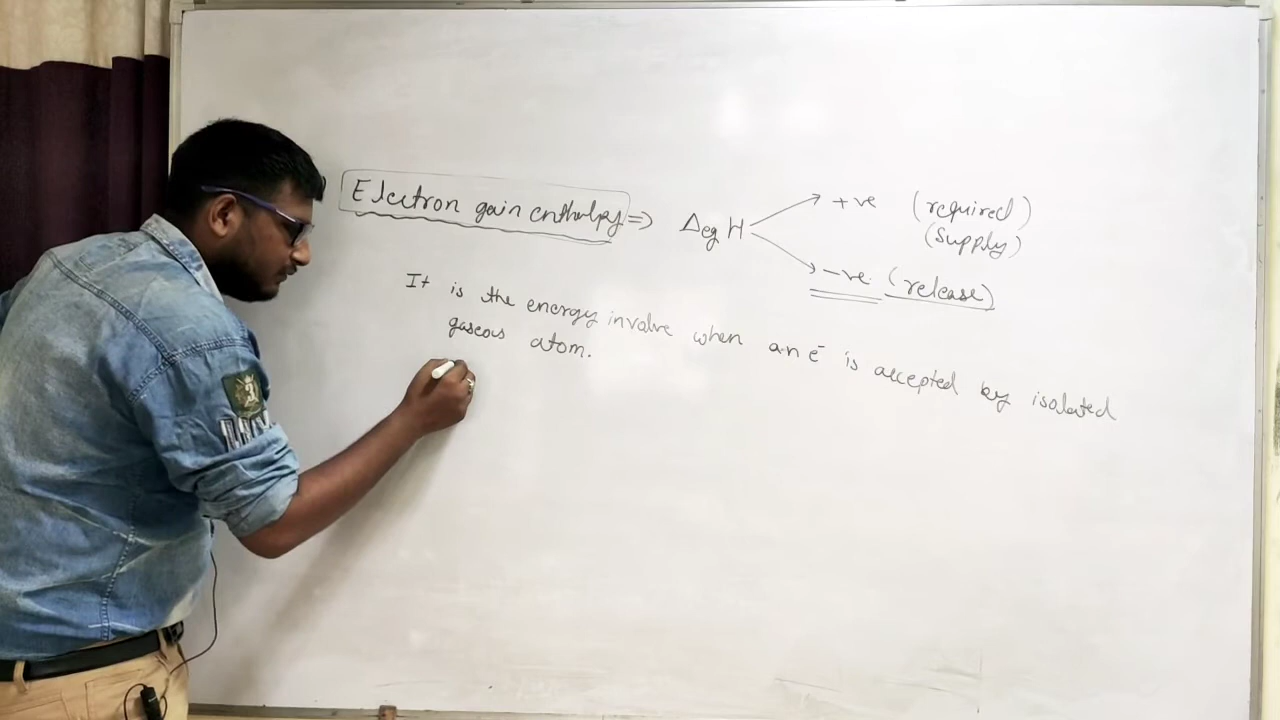 Electron gain enthalpy => ΔegH
+ve (required)
(supply)
-ve (release)
It is the energy involve when an e⁻ is accepted by isolated
gaseous atom.